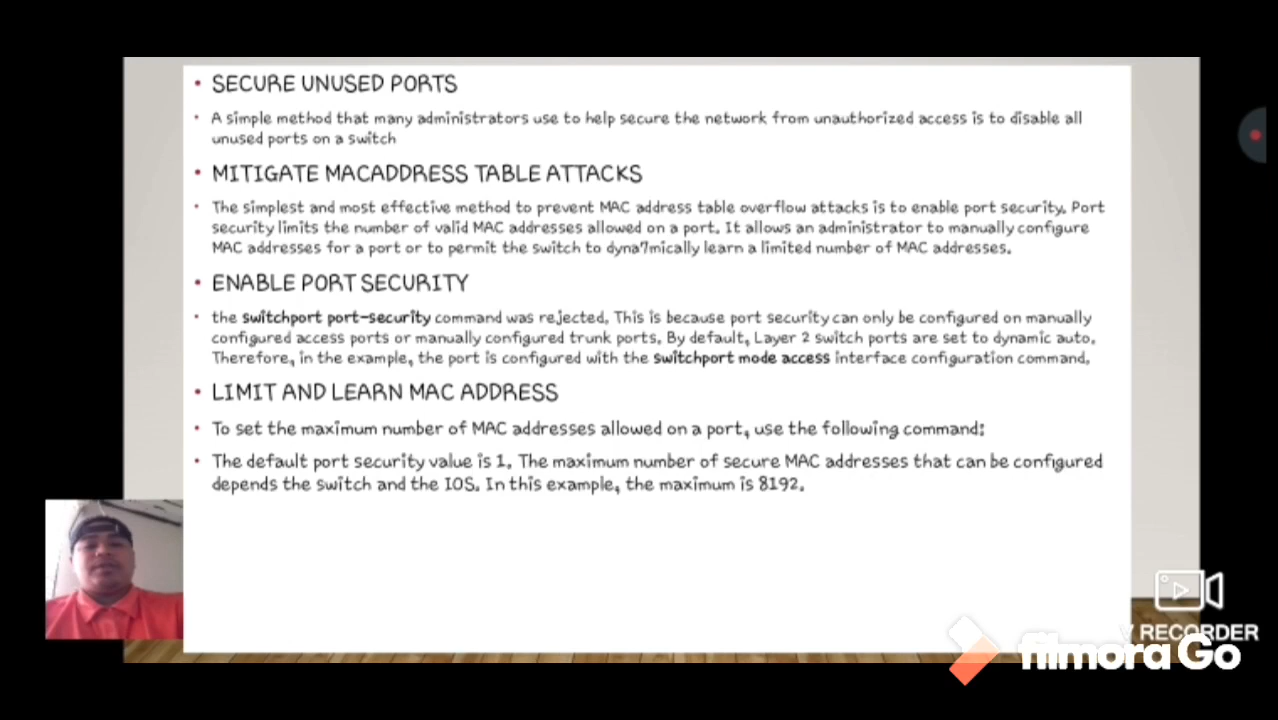 SECURE UNUSED PORTS
A simple method that many administrators use to help secure the network from unauthorized access is to disable all
unused ports on a switch
MITIGATE MACADDRESS TABLE ATTACKS
The simplest and most effective method to prevent MAC address table overflow attacks is to enable port security. Port
security limits the number of valid MAC addresses allowed on a port. It allows an administrator to manually configure
MAC addresses for a port or to permit the switch to dyna7mically learn a limited number of MAC addresses.
ENABLE PORT SECURITY
the switchport port-security command was rejected. This is because port security can only be configured on manually
configured access ports or manually configured trunk ports. By default, Layer 2 switch ports are set to dynamic auto.
Therefore, in the example, the port is configured with the switchport mode access interface configuration command.
LIMIT AND LEARN MAC ADDRESS
To set the maximum number of MAC addresses allowed on a port, use the following command:
The default port security value is 1. The maximum number of secure MAC addresses that can be configured
depends the switch and the IOS. In this example, the maximum is 8192.
V RECORDER
filmora Go